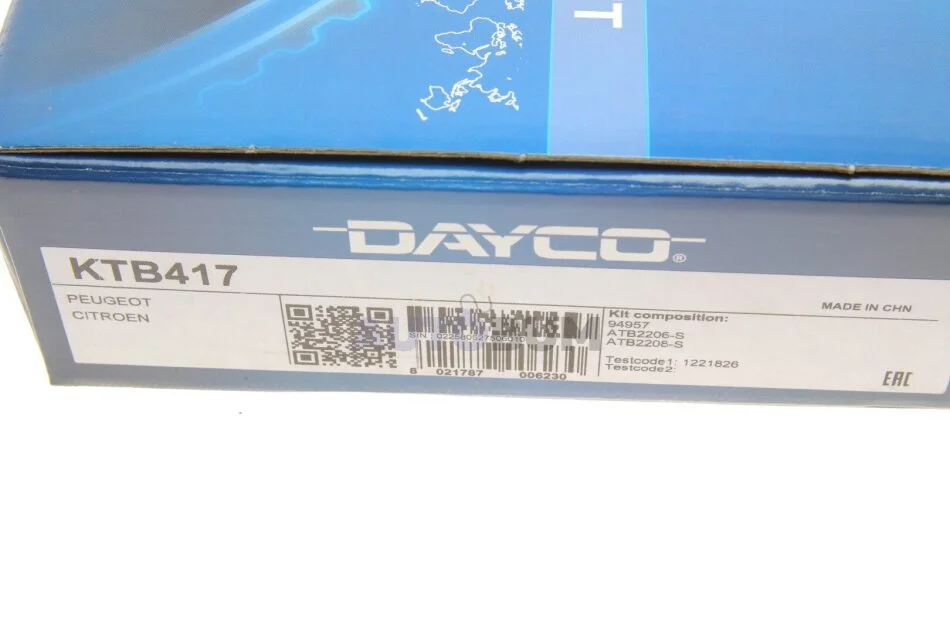 T
DAYCO®
KTB417
PEUGEOT
CITROEN
MADE IN CHN
Kit composition:
94957
ATB2206-S
ATB2208-S
Testcode1: 1221826
Testcode2:
8 021787 006230
EAC